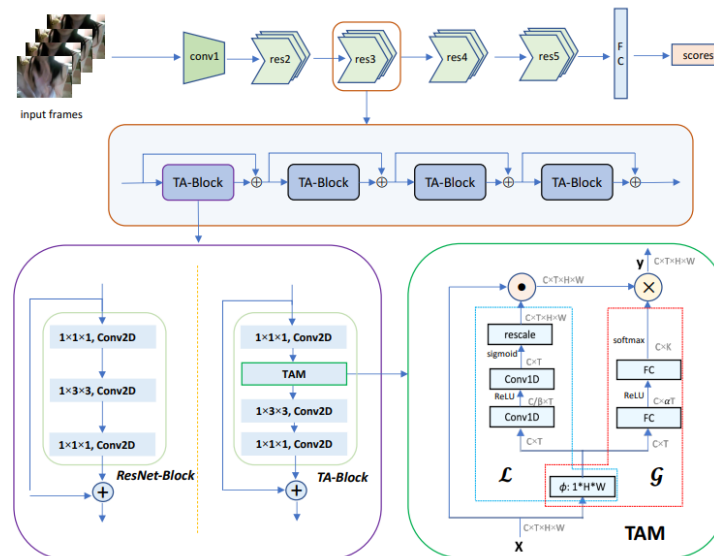 input frames
conv1
res2
res3
res4
res5
F
C
scores
TA-Block
TA-Block
TA-Block
TA-Block
1×1×1, Conv2D
1×3×3, Conv2D
1×1×1, Conv2D
ResNet-Block
1×1×1, Conv2D
TAM
1×3×3, Conv2D
1×1×1, Conv2D
TA-Block
y
C×T×H×W
C×T×H×W
C×T×H×W
rescale
sigmoid
C×T
Conv1D
ReLU
C/β×T
Conv1D
C×T
ℒ
softmax
C×K
FC
ReLU
C×αT
FC
C×T
𝒢
ϕ: 1*H*W
C×T×H×W
X
TAM